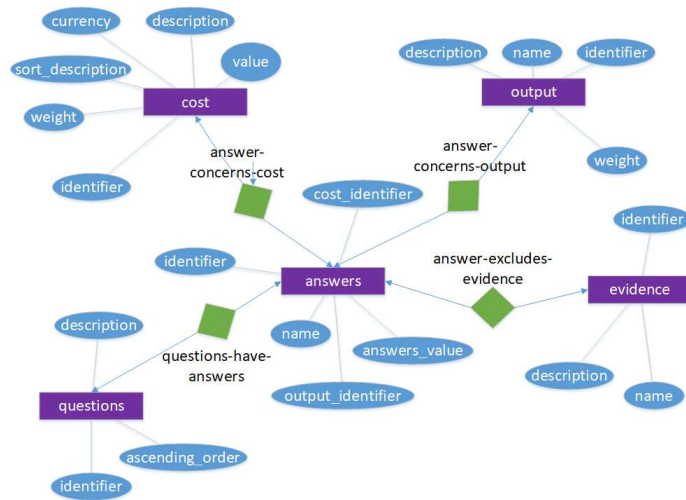 currency
description
sort_description
value
cost
weight
identifier
description
name
identifier
output
weight
answer-
concerns-cost
answer-
concerns-output
cost_identifier
identifier
answers
answer-excludes-
evidence
identifier
evidence
description
name
name
answers_value
output_identifier
questions-have-
answers
description
questions
ascending_order
identifier